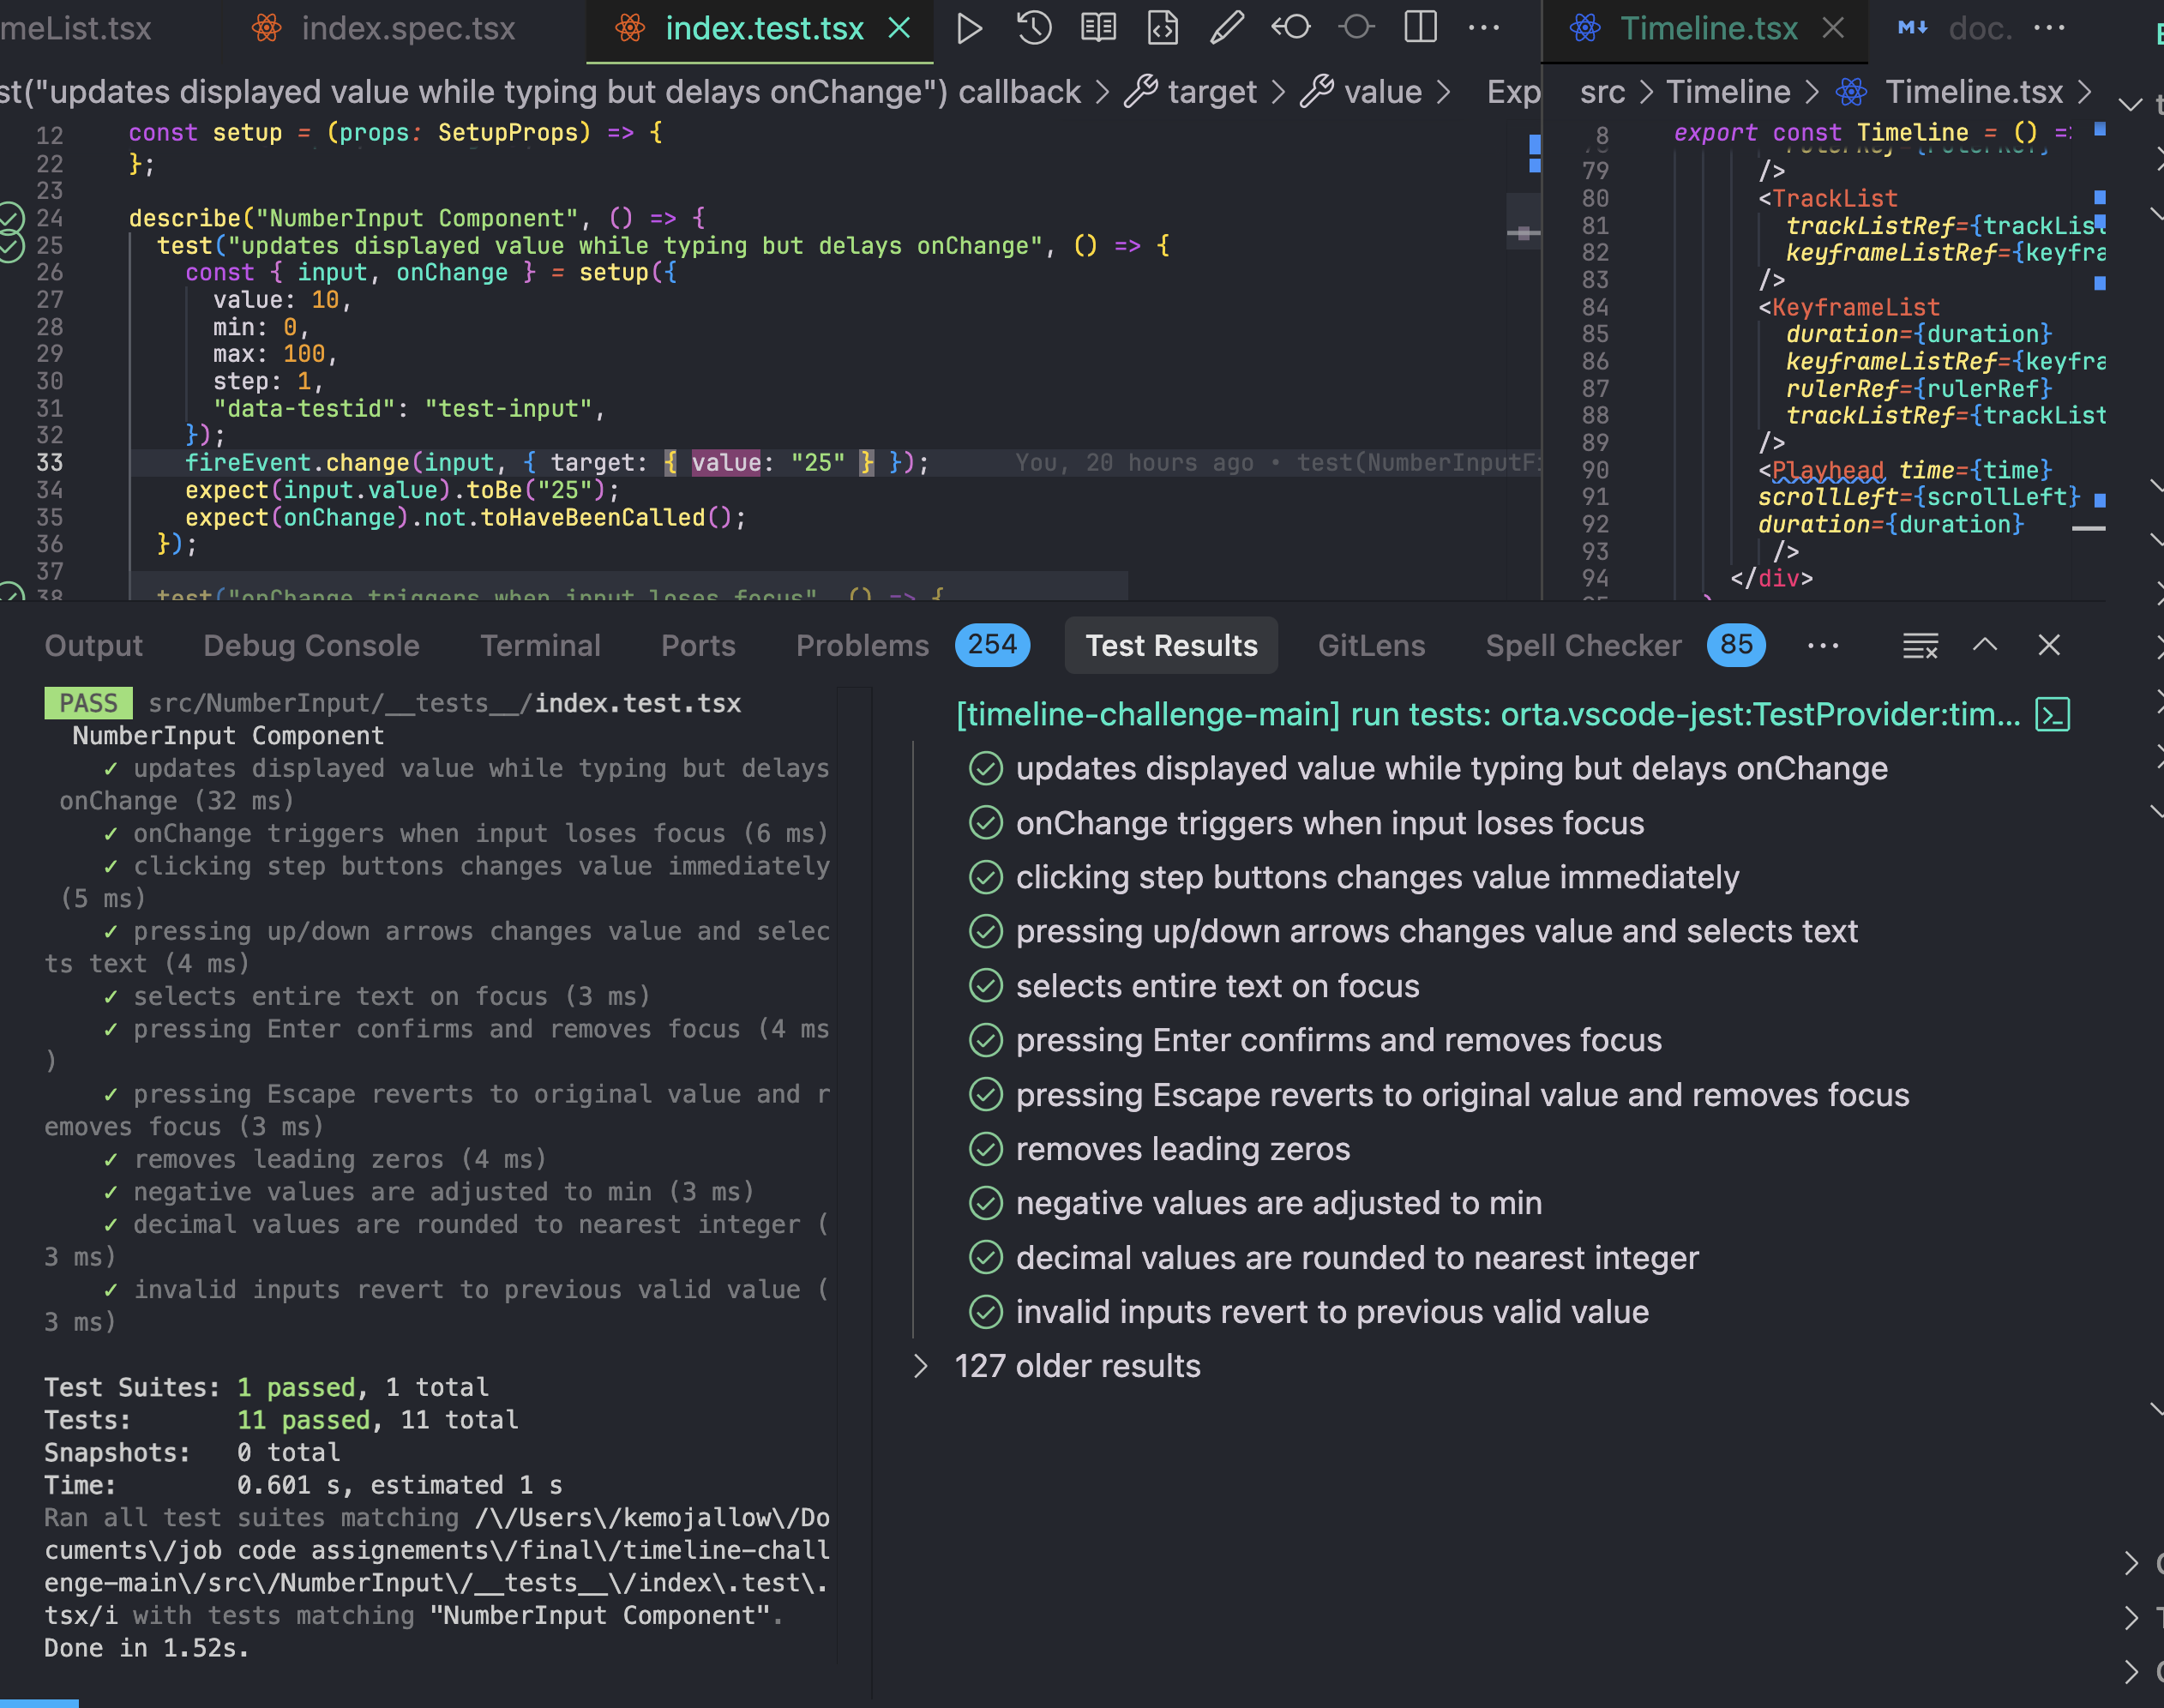 meList.tsx
index.spec.tsx
index.test.tsx
Timeline.tsx
doc.
st("updates displayed value while typing but delays onChange") callback > target > value > Exp
src > Timeline > Timeline.tsx >
12 const setup = (props: SetupProps) => {
22 };
23
24 describe("NumberInput Component", () => {
25 test("updates displayed value while typing but delays onChange", () => {
26 const { input, onChange } = setup({
27 value: 10,
28 min: 0,
29 max: 100,
30 step: 1,
31 "data-testid": "test-input",
32 });
33 fireEvent.change(input, { target: { value: "25" } }); You, 20 hours ago • test(NumberInputF
34 expect(input.value).toBe("25");
35 expect(onChange).not.toHaveBeenCalled();
36 });
37
38 test("onChange triggers when input loses focus", () => {
8 export const Timeline = () =>
rulerRef={rulerRef}
79 />
80 <TrackList
81 trackListRef={trackList
82 keyframeListRef={keyfra
83 />
84 <KeyframeList
85 duration={duration}
86 keyframeListRef={keyfra
87 rulerRef={rulerRef}
88 trackListRef={trackList
89 />
90 <Playhead time={time}
91 scrollLeft={scrollLeft}
92 duration={duration}
93 />
94 </div>
Output Debug Console Terminal Ports Problems 254 Test Results GitLens Spell Checker 85
PASS src/NumberInput/__tests__/index.test.tsx
NumberInput Component
✓ updates displayed value while typing but delays
onChange (32 ms)
✓ onChange triggers when input loses focus (6 ms)
✓ clicking step buttons changes value immediately
(5 ms)
✓ pressing up/down arrows changes value and selec
ts text (4 ms)
✓ selects entire text on focus (3 ms)
✓ pressing Enter confirms and removes focus (4 ms
)
✓ pressing Escape reverts to original value and r
emoves focus (3 ms)
✓ removes leading zeros (4 ms)
✓ negative values are adjusted to min (3 ms)
✓ decimal values are rounded to nearest integer (
3 ms)
✓ invalid inputs revert to previous valid value (
3 ms)
Test Suites: 1 passed, 1 total
Tests: 11 passed, 11 total
Snapshots: 0 total
Time: 0.601 s, estimated 1 s
Ran all test suites matching /\/Users\/kemojallow\/Do
cuments\/job code assignements\/final\/timeline-chall
enge-main\/src\/NumberInput\/__tests__\/index\.test\.
tsx/i with tests matching "NumberInput Component".
Done in 1.52s.
[timeline-challenge-main] run tests: orta.vscode-jest:TestProvider:tim...
updates displayed value while typing but delays onChange
onChange triggers when input loses focus
clicking step buttons changes value immediately
pressing up/down arrows changes value and selects text
selects entire text on focus
pressing Enter confirms and removes focus
pressing Escape reverts to original value and removes focus
removes leading zeros
negative values are adjusted to min
decimal values are rounded to nearest integer
invalid inputs revert to previous valid value
127 older results